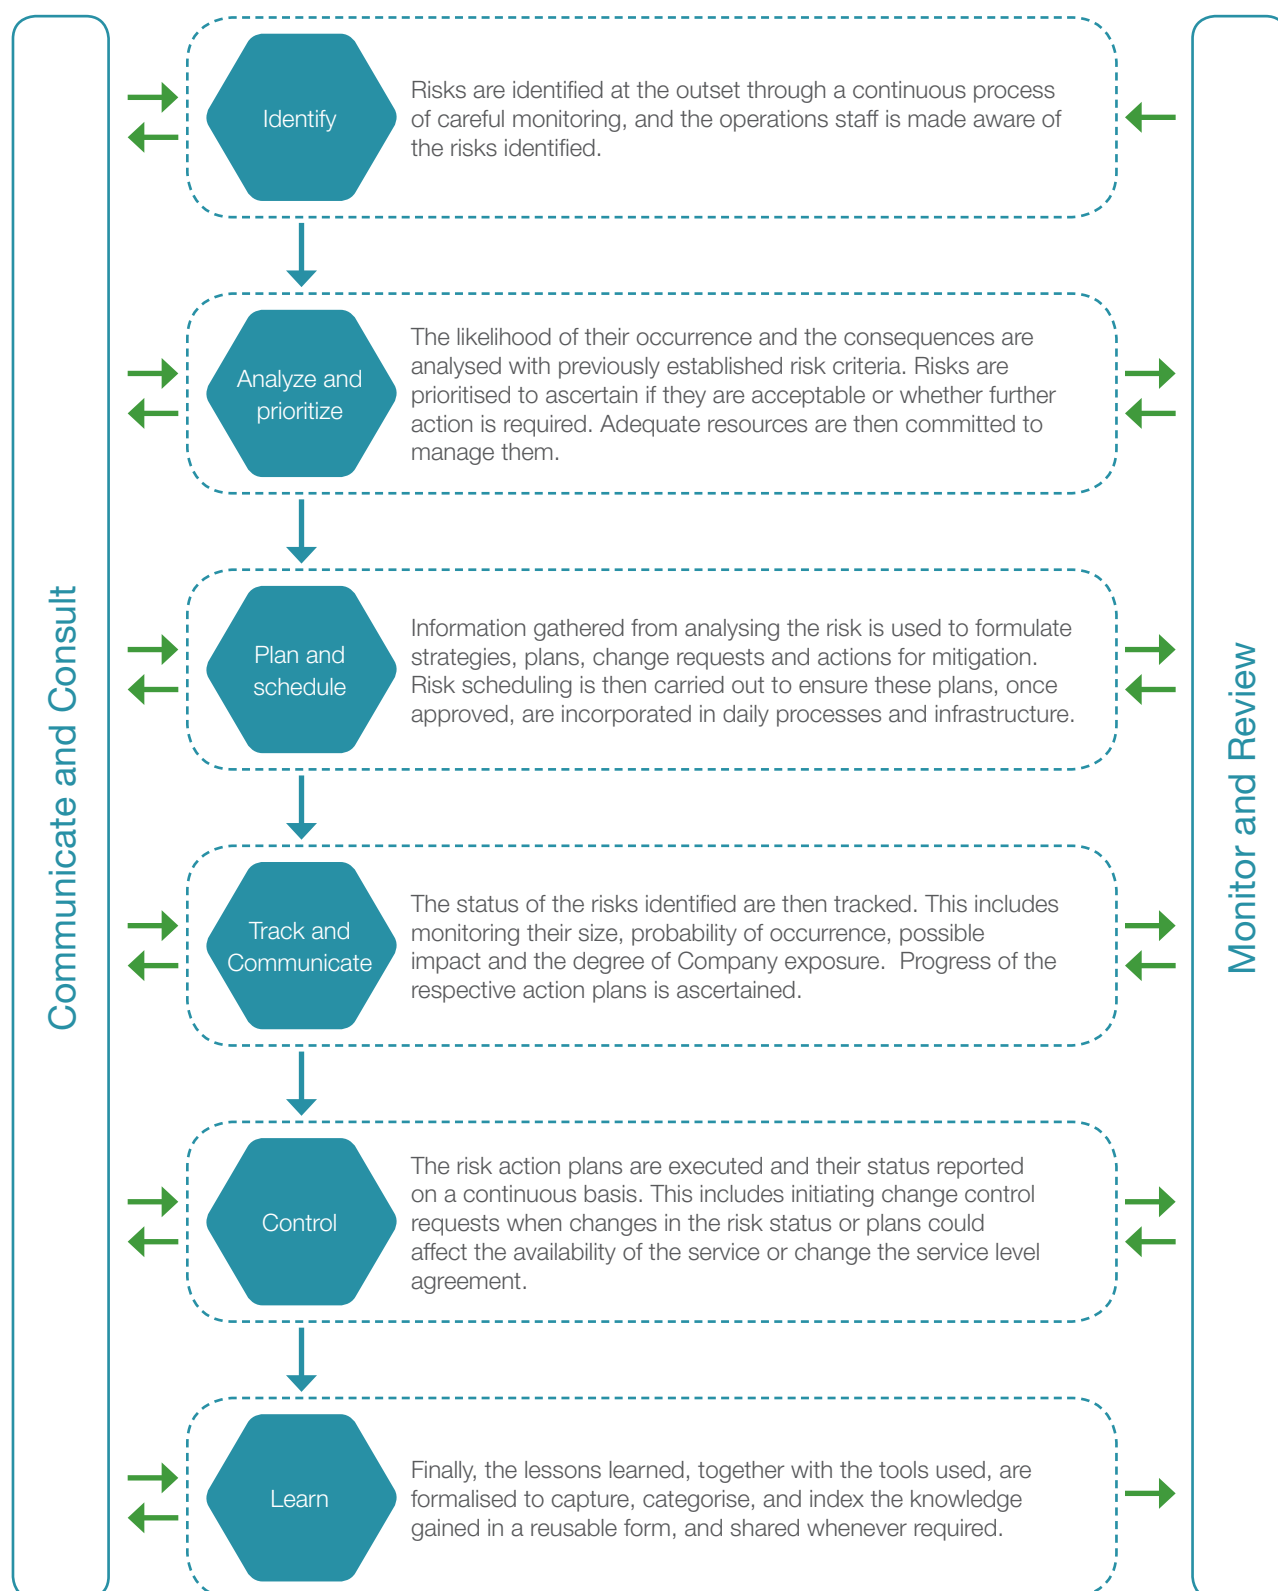 Communicate and Consult
Identify
Risks are identified at the outset through a continuous process
of careful monitoring, and the operations staff is made aware of
the risks identified.
Analyze and
prioritize
The likelihood of their occurrence and the consequences are
analysed with previously established risk criteria. Risks are
prioritised to ascertain if they are acceptable or whether further
action is required. Adequate resources are then committed to
manage them.
Plan and
schedule
Information gathered from analysing the risk is used to formulate
strategies, plans, change requests and actions for mitigation.
Risk scheduling is then carried out to ensure these plans, once
approved, are incorporated in daily processes and infrastructure.
Track and
Communicate
The status of the risks identified are then tracked. This includes
monitoring their size, probability of occurrence, possible
impact and the degree of Company exposure.  Progress of the
respective action plans is ascertained.
Control
The risk action plans are executed and their status reported
on a continuous basis. This includes initiating change control
requests when changes in the risk status or plans could
affect the availability of the service or change the service level
agreement.
Learn
Finally, the lessons learned, together with the tools used, are
formalised to capture, categorise, and index the knowledge
gained in a reusable form, and shared whenever required.
Monitor and Review